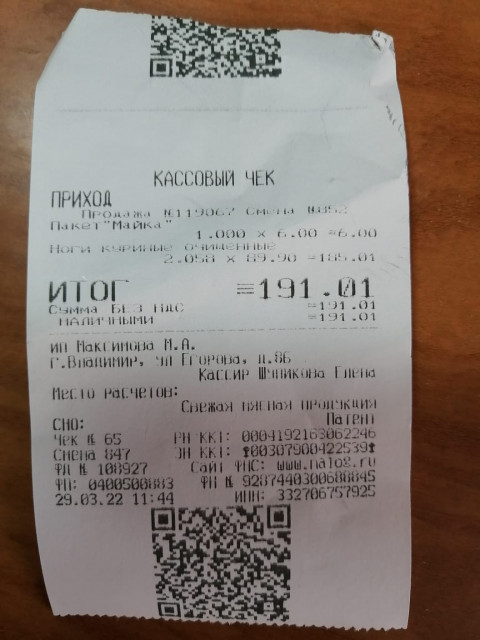 КАССОВЫЙ ЧЕК
ПРИХОД
Продажа №119067 Смена №852
Пакет"Майка"
1.000 x 6.00 =6.00
Ноги куриные очищенные
2.058 x 89.90 =185.01
ИТОГ =191.01
Сумма БЕЗ НДС =191.01
НАЛИЧНЫМИ =191.01
ИП Максимова М.А.
г.Владимир, ул Егорова, д.8б
Кассир Шуникова Елена
Место расчетов:
Свежая мясная продукция
СНО: Патент
Чек № 65 РН ККТ: 0004192163062246
Смена 847 ЗН ККТ: 00307900422539
ФД № 108927 Сайт ФНС: www.nalog.ru
ФП: 0400500883 ФН № 9287440300688845
29.03.22 11:44 ИНН: 332706757925